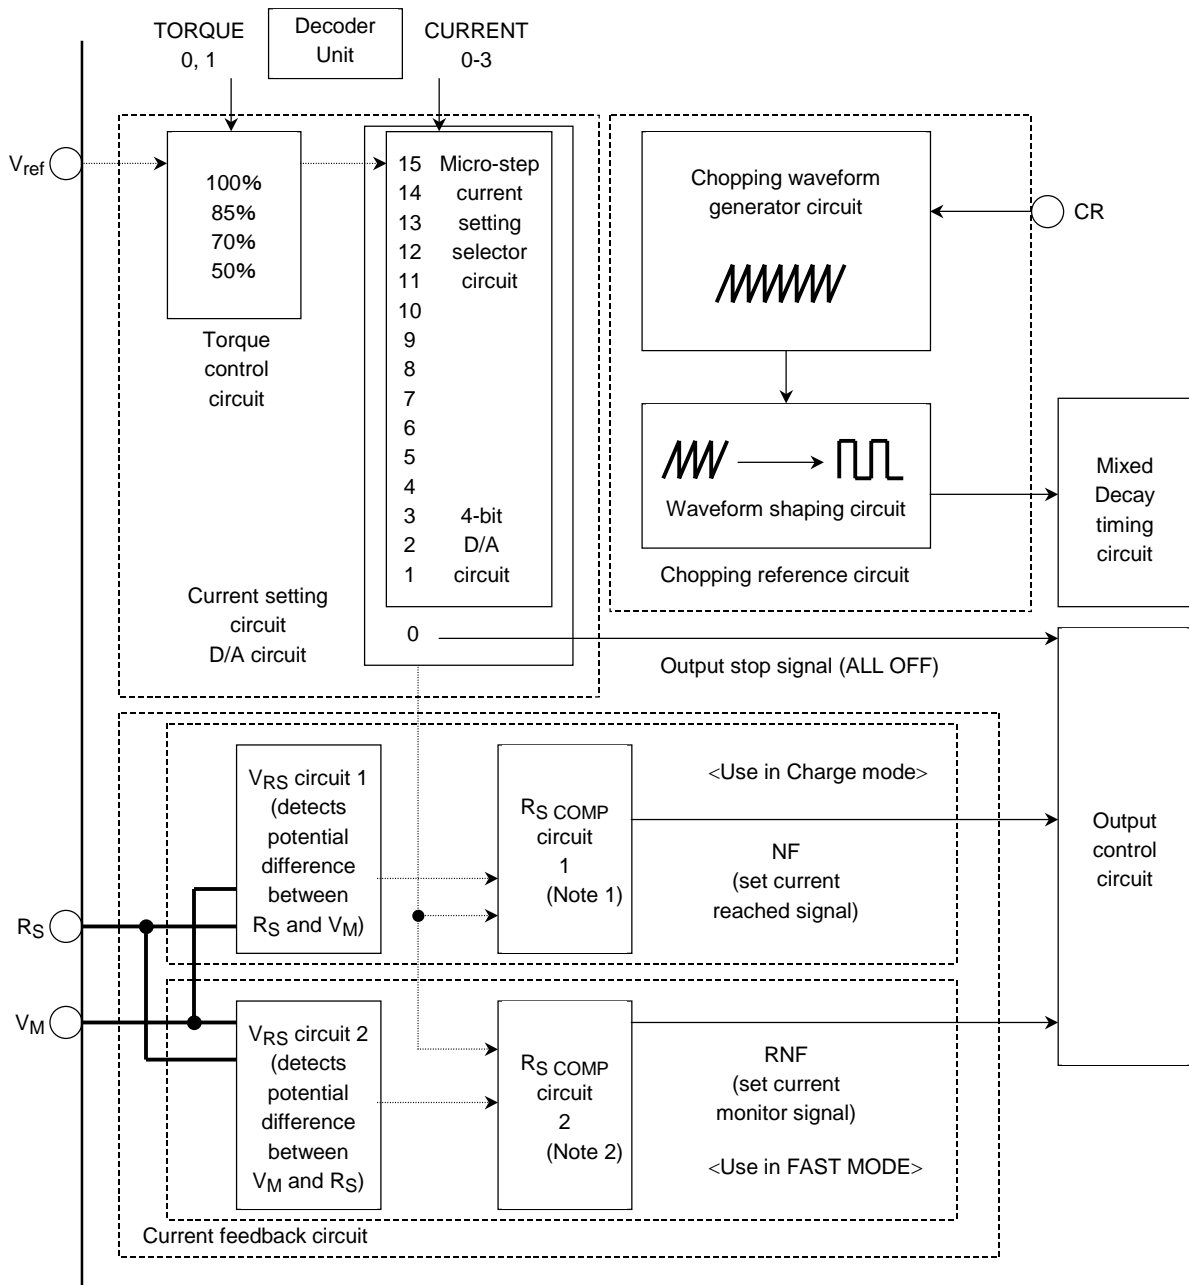 TORQUE
0, 1
Decoder
Unit
CURRENT
0-3
Vref
100%
85%
70%
50%
Torque
control
circuit
15 Micro-step
14 current
13 setting
12 selector
11 circuit
10
9
8
7
6
5
4
3 4-bit
2 D/A
1 circuit
0
Current setting
circuit
D/A circuit
Chopping waveform
generator circuit
CR
Waveform shaping circuit
Chopping reference circuit
Mixed
Decay
timing
circuit
Output stop signal (ALL OFF)
Output
control
circuit
VRS circuit 1
(detects
potential
difference
between
RS and VM)
RS COMP
circuit
1
(Note 1)
<Use in Charge mode>
NF
(set current
reached signal)
RS
VM
VRS circuit 2
(detects
potential
difference
between
VM and RS)
RS COMP
circuit
2
(Note 2)
RNF
(set current
monitor signal)
<Use in FAST MODE>
Current feedback circuit